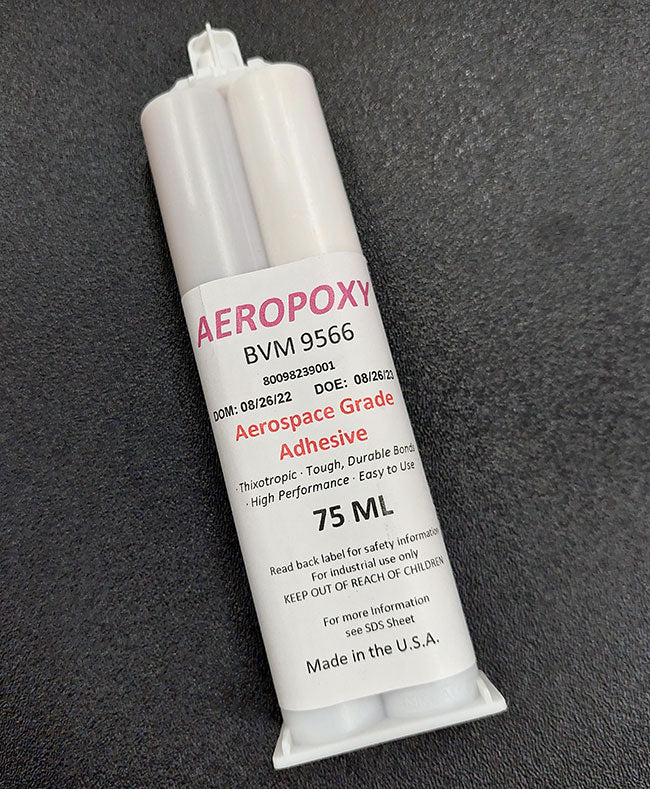 AEROPOXY
BVM 9566
80098239001
DOM: 08/26/22 DOE: 08/26/23
Aerospace Grade
Adhesive
· Thixotropic · Tough, Durable Bonds
· High Performance · Easy to Use
75 ML
Read back label for safety information
For industrial use only
KEEP OUT OF REACH OF CHILDREN
For more Information
see SDS Sheet
Made in the U.S.A.